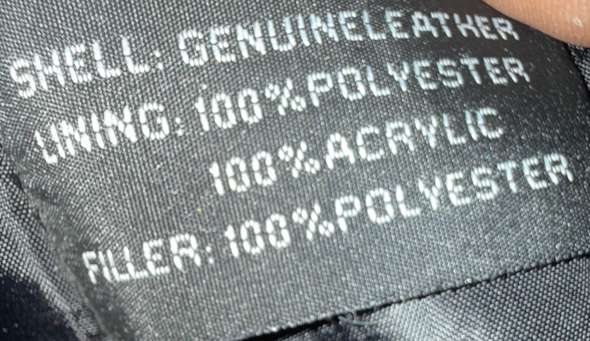 SHELL: GENUINELEATHER
LINING: 100%POLYESTER
100%ACRYLIC
FILLER: 100%POLYESTER